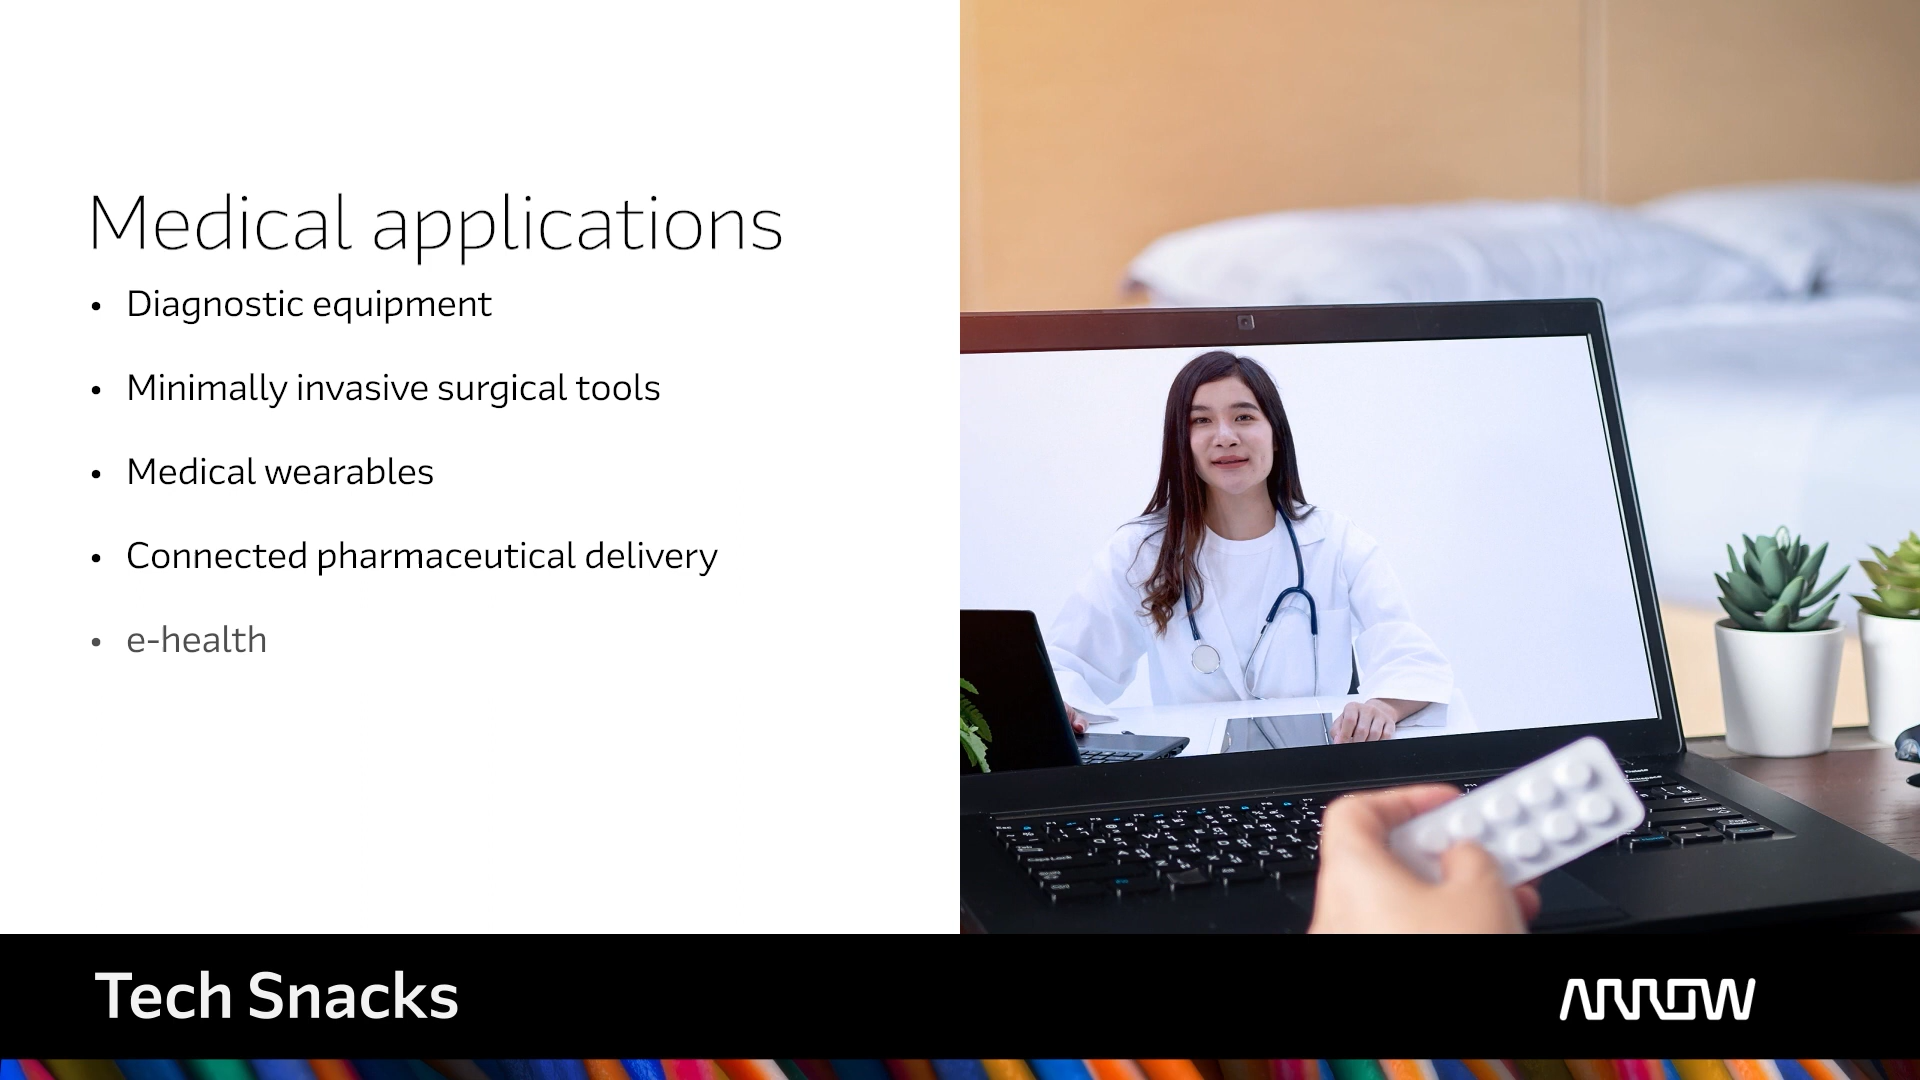 Medical applications
• Diagnostic equipment
• Minimally invasive surgical tools
• Medical wearables
• Connected pharmaceutical delivery
• e-health
Tech Snacks
ARROW